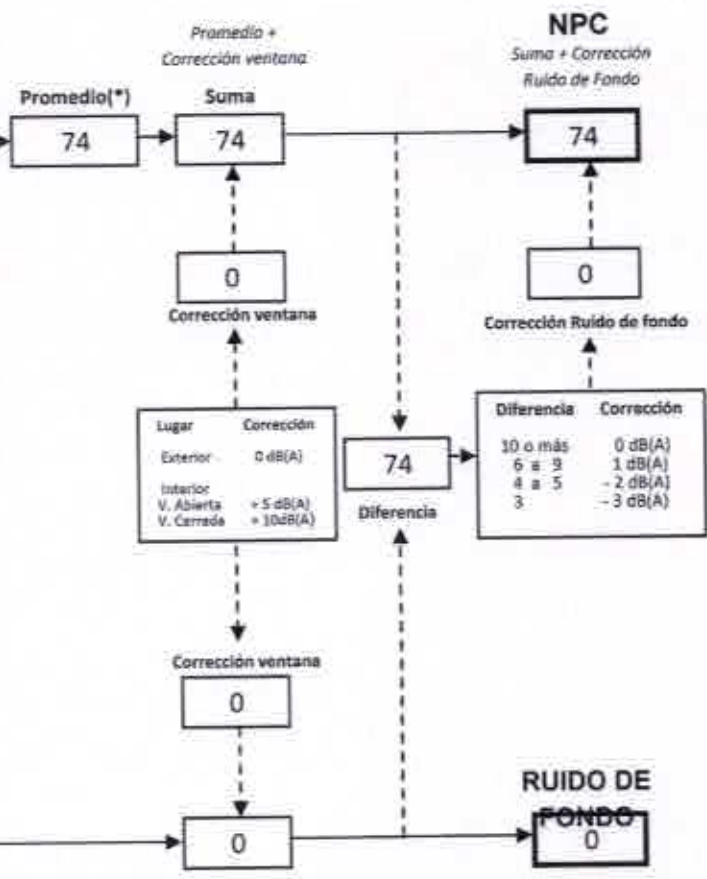 Promedio +
Corrección ventana
NPC
Suma + Corrección
Ruido de Fondo
Promedio(*)
Suma
74
74
74
0
0
Corrección ventana
Corrección Ruido de fondo
Lugar Corrección
Exterior 0 dB(A)
Interior
V. Abierta + 5 dB(A)
V. Cerrada + 10dB(A)
74
Diferencia
Diferencia Corrección
10 o más 0 dB(A)
6 a 9 1 dB(A)
4 a 5 - 2 dB(A)
3 - 3 dB(A)
Corrección ventana
0
0
RUIDO DE
FONDO
0